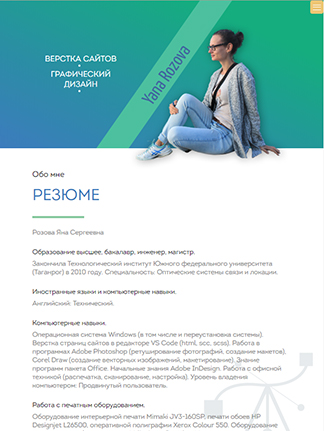 ВЕРСТКА САЙТОВ
ГРАФИЧЕСКИЙ
ДИЗАЙН
Yana Rozova
Обо мне
РЕЗЮМЕ
Розова Яна Сергеевна
Образование высшее, бакалавр, инженер, магистр.
Закончила Технологический институт Южного федерального университета
(Таганрог) в 2010 году. Специальность: Оптические системы связи и локации.
Иностранные языки и компьютерные навыки.
Английский: Технический.
Компьютерные навыки.
Операционная система Windows (в том числе и переустановка системы).
Верстка страниц сайтов в редакторе VS Code (html, scc, scss). Работа в
программах Adobe Photoshop (ретуширование фотографий, создание макетов),
Corel Draw (создание векторных изображений, макетирование). Знание
программ пакета Office. Начальные знания Adobe InDesign. Работа с офисной
техникой (распечатка, сканирование, настройка). Уровень владения
компьютером: Продвинутый пользователь.
Работа с печатным оборудованием.
Оборудование интерьерной печати Mimaki JV3-160SP, печати обоев HP
Designjet L26500, оперативной полиграфии Xerox Colour 550. Оборудование